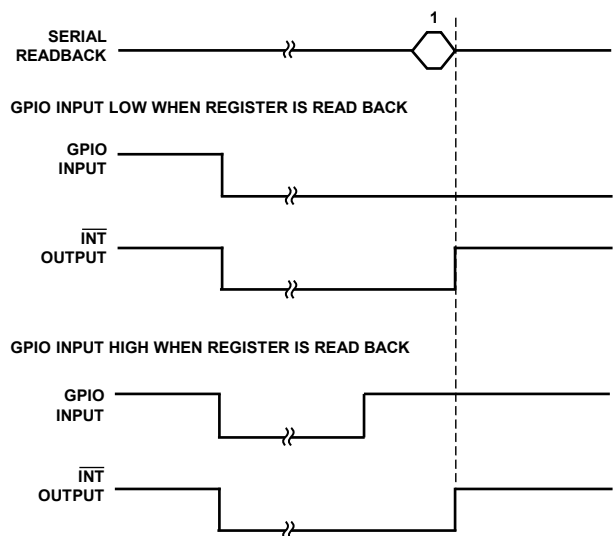 1
SERIAL
READBACK
GPIO INPUT LOW WHEN REGISTER IS READ BACK
GPIO
INPUT
INT
OUTPUT
GPIO INPUT HIGH WHEN REGISTER IS READ BACK
GPIO
INPUT
INT
OUTPUT